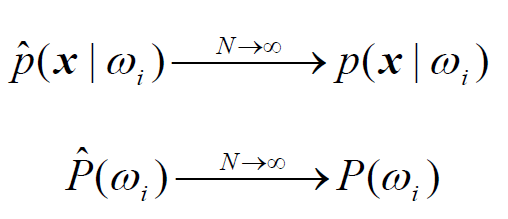 p̂(x | ωᵢ) —N→∞→ p(x | ωᵢ)
P̂(ωᵢ) —N→∞→ P(ωᵢ)